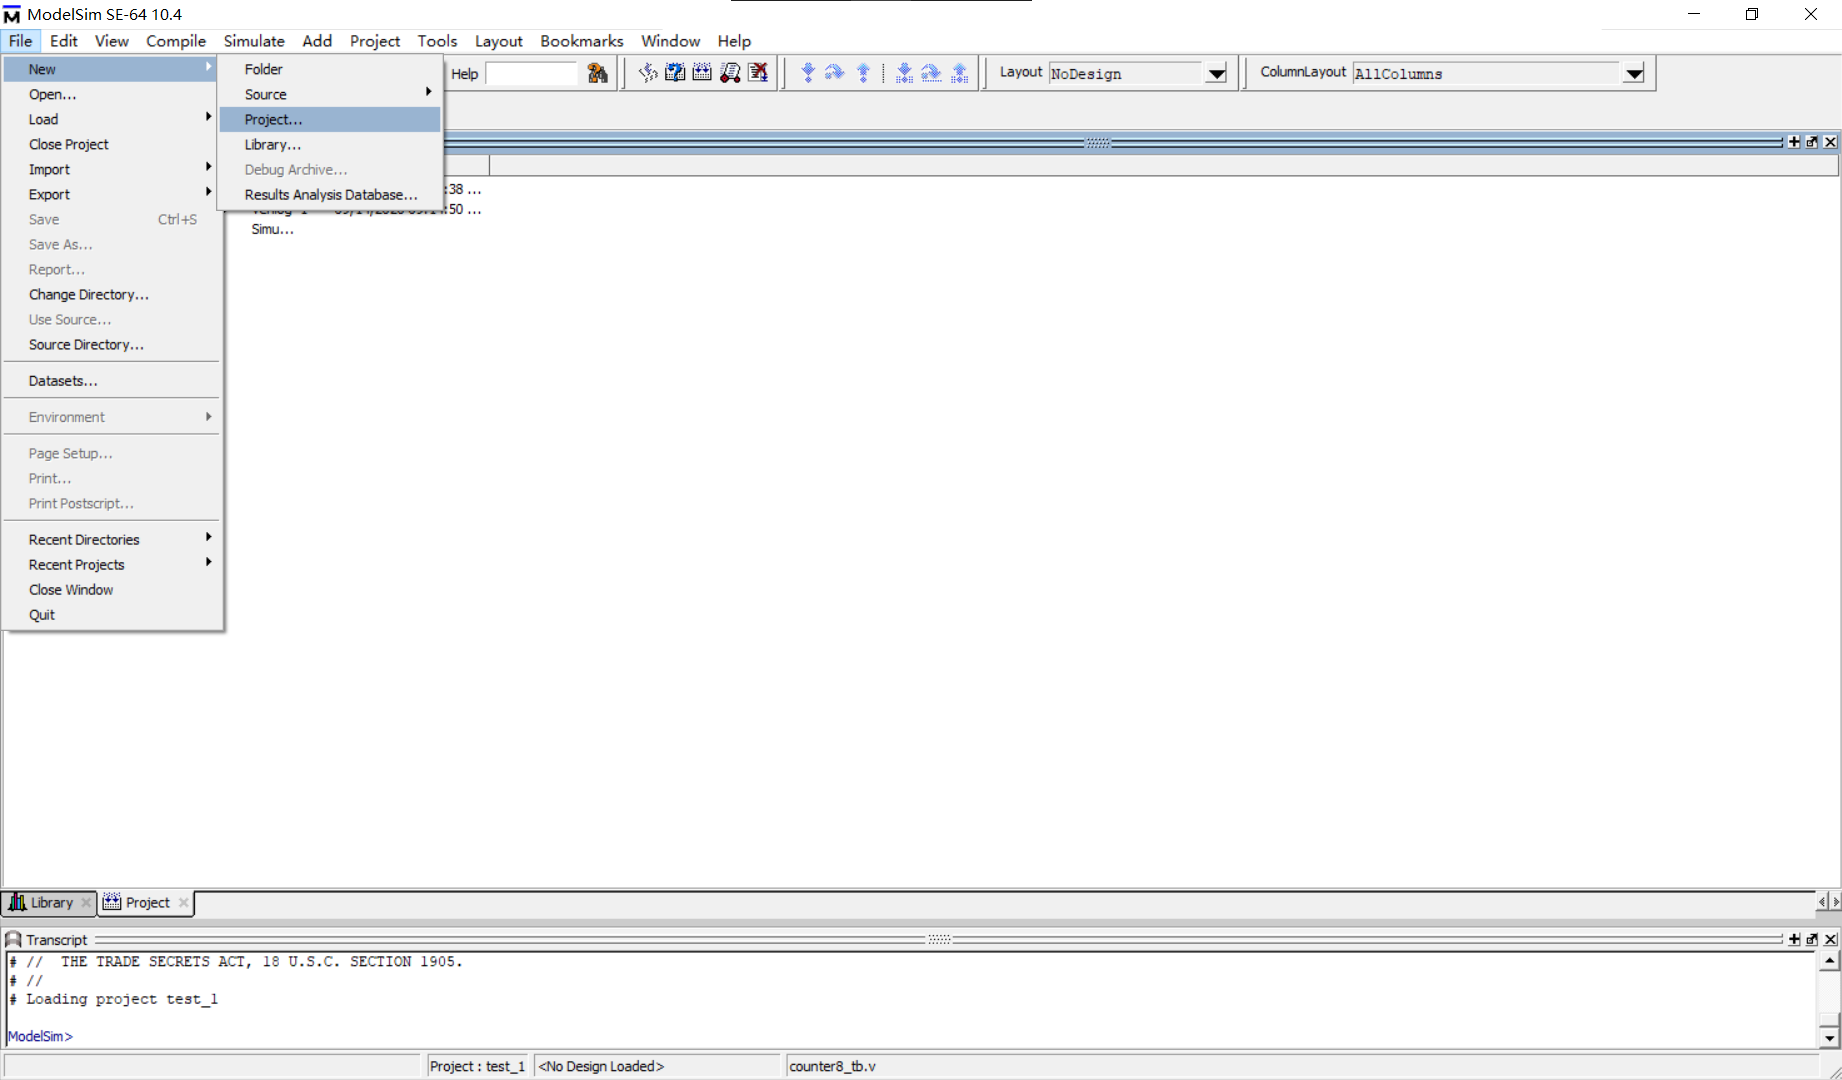 ModelSim SE-64 10.4
File Edit View Compile Simulate Add Project Tools Layout Bookmarks Window Help
New
Open...
Load
Close Project
Import
Export
Save Ctrl+S
Save As...
Report...
Change Directory...
Use Source...
Source Directory...
Datasets...
Environment
Page Setup...
Print...
Print Postscript...
Recent Directories
Recent Projects
Close Window
Quit
Folder
Source
Project...
Library...
Debug Archive...
Results Analysis Database...
Help
Layout NoDesign
ColumnLayout AllColumns
:38 ...
:50 ...
Simu...
Library
Project
Transcript
# // THE TRADE SECRETS ACT, 18 U.S.C. SECTION 1905.
# //
# Loading project test_1
ModelSim>
Project : test_1 <No Design Loaded> counter8_tb.v